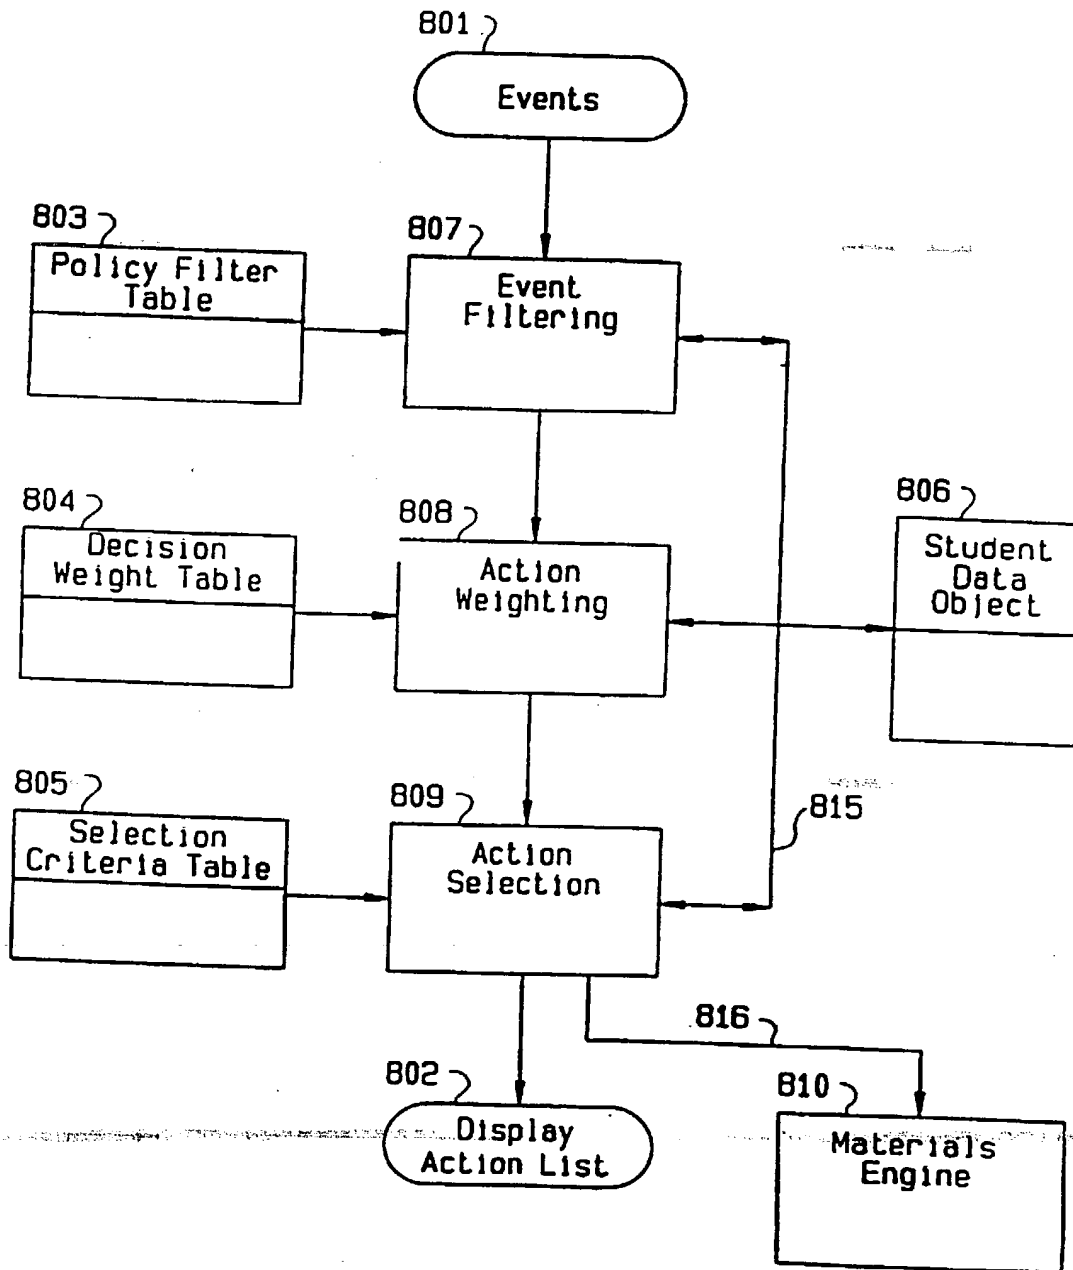 801
Events
803
Policy Filter
Table
807
Event
Filtering
804
Decision
Weight Table
808
Action
Weighting
806
Student
Data
Object
805
Selection
Criteria Table
809
Action
Selection
815
816
802
Display
Action List
810
Materials
Engine